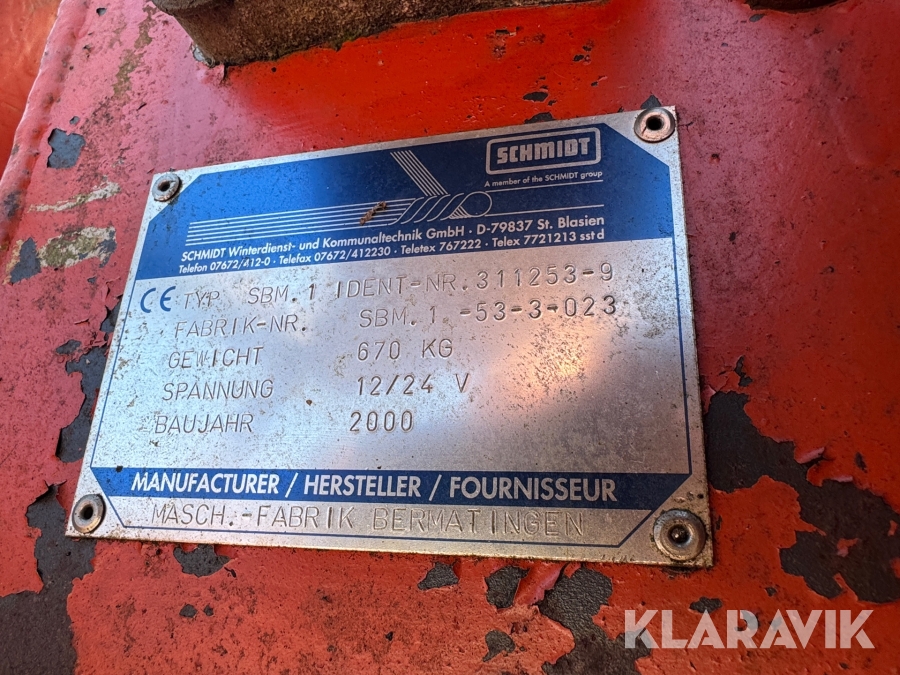 SCHMIDT
A member of the SCHMIDT group
SCHMIDT Winterdienst- und Kommunaltechnik GmbH · D-79837 St. Blasien
Telefon 07672/412-0 · Telefax 07672/412230 · Teletex 767222 · Telex 7721213 sst d
CE TYP SBM.1 IDENT-NR.311253-9
FABRIK-NR. SBM.1 -53-3-023
GEWICHT 670 KG
SPANNUNG 12/24 V
BAUJAHR 2000
MANUFACTURER / HERSTELLER / FOURNISSEUR
MASCH.-FABRIK BERMATINGEN
KLARAVIK